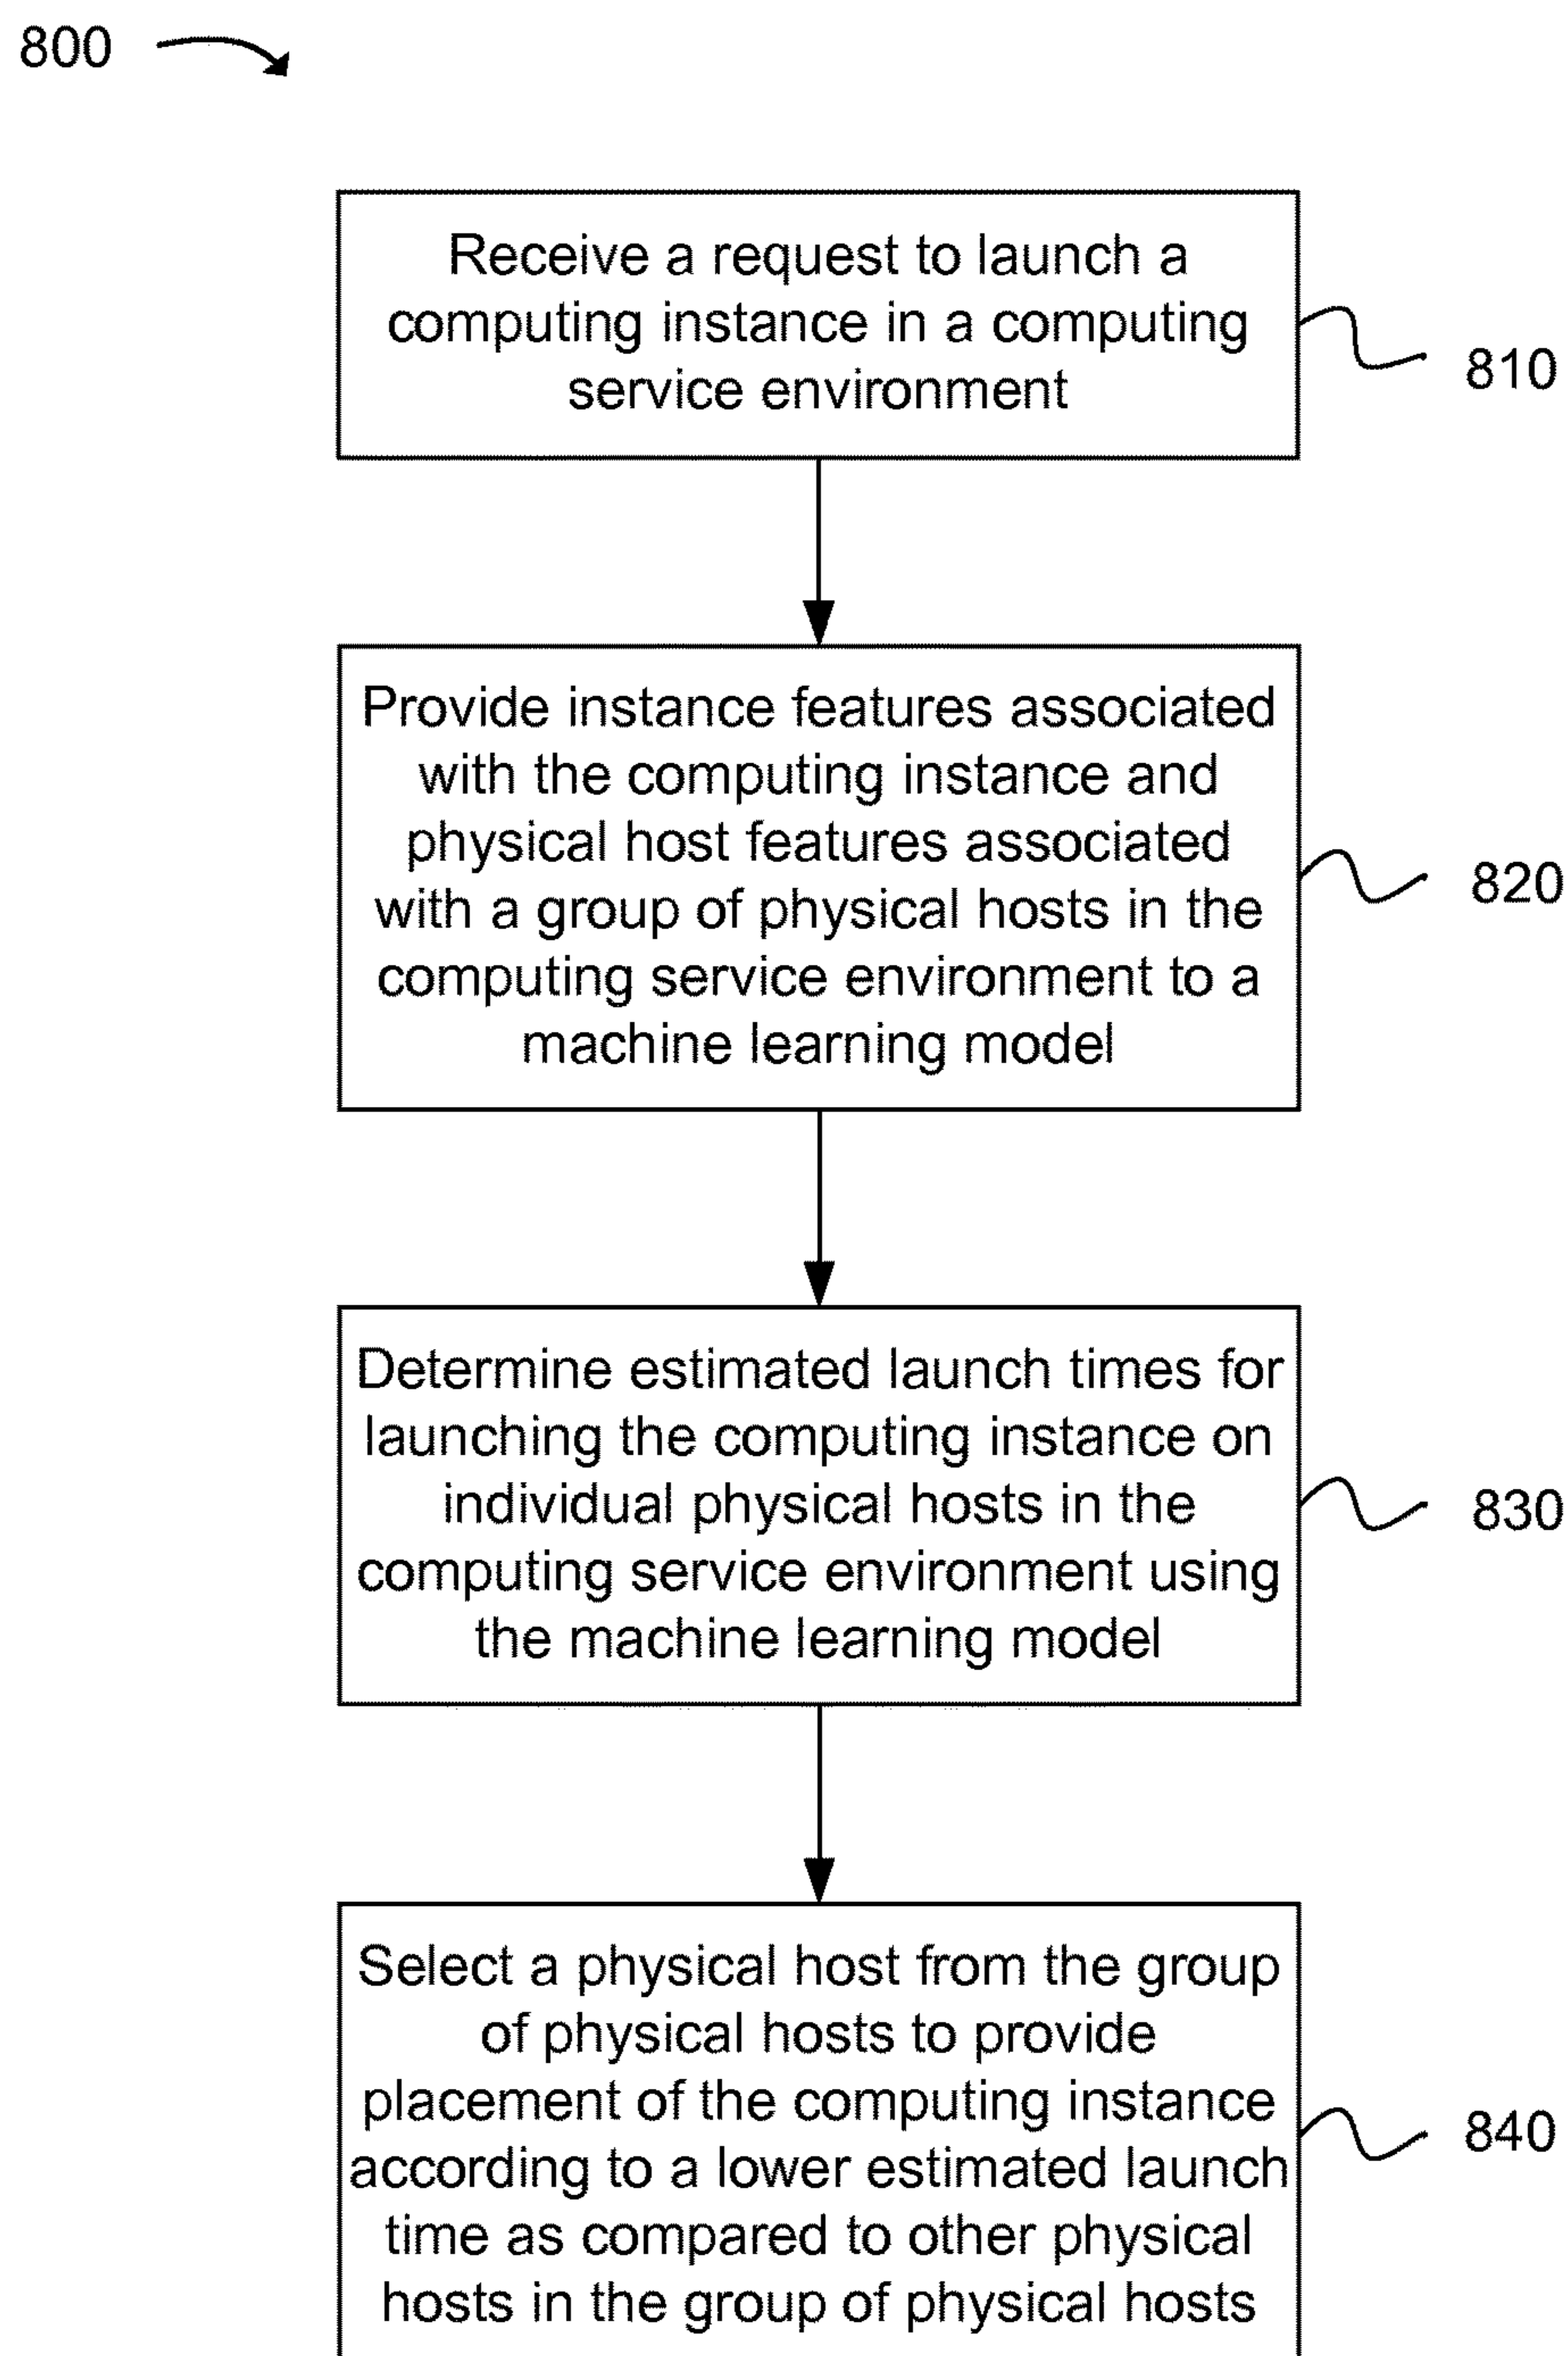 800
Receive a request to launch a
computing instance in a computing
service environment
810
Provide instance features associated
with the computing instance and
physical host features associated
with a group of physical hosts in the
computing service environment to a
machine learning model
820
Determine estimated launch times for
launching the computing instance on
individual physical hosts in the
computing service environment using
the machine learning model
830
Select a physical host from the group
of physical hosts to provide
placement of the computing instance
according to a lower estimated launch
time as compared to other physical
hosts in the group of physical hosts
840